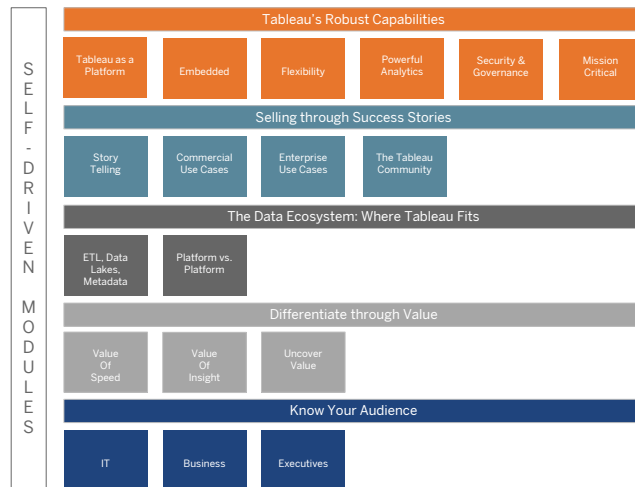 SELF-DRIVEN MODULES
Tableau's Robust Capabilities
Tableau as a
Platform
Embedded
Flexibility
Powerful
Analytics
Security &
Governance
Mission
Critical
Selling through Success Stories
Story
Telling
Commercial
Use Cases
Enterprise
Use Cases
The Tableau
Community
The Data Ecosystem: Where Tableau Fits
ETL, Data
Lakes,
Metadata
Platform vs.
Platform
Differentiate through Value
Value
Of
Speed
Value
Of
Insight
Uncover
Value
Know Your Audience
IT
Business
Executives